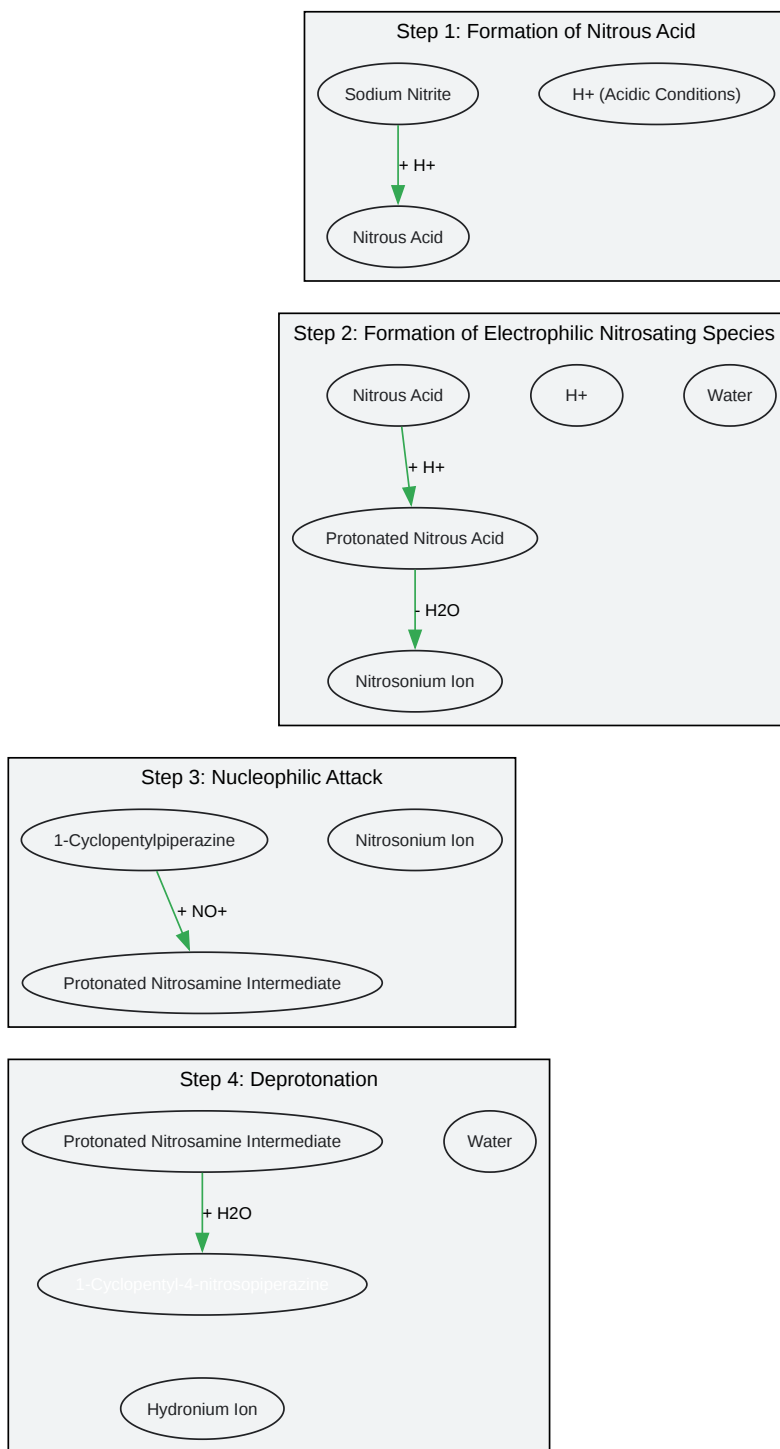 Step 1: Formation of Nitrous Acid
Sodium Nitrite
H+ (Acidic Conditions)
+ H+
Nitrous Acid
Step 2: Formation of Electrophilic Nitrosating Species
Nitrous Acid
H+
Water
+ H+
Protonated Nitrous Acid
- H2O
Nitrosonium Ion
Step 3: Nucleophilic Attack
1-Cyclopentylpiperazine
Nitrosonium Ion
+ NO+
Protonated Nitrosamine Intermediate
Step 4: Deprotonation
Protonated Nitrosamine Intermediate
Water
+ H2O
1-Cyclopentyl-4-nitrosopiperazine
Hydronium Ion